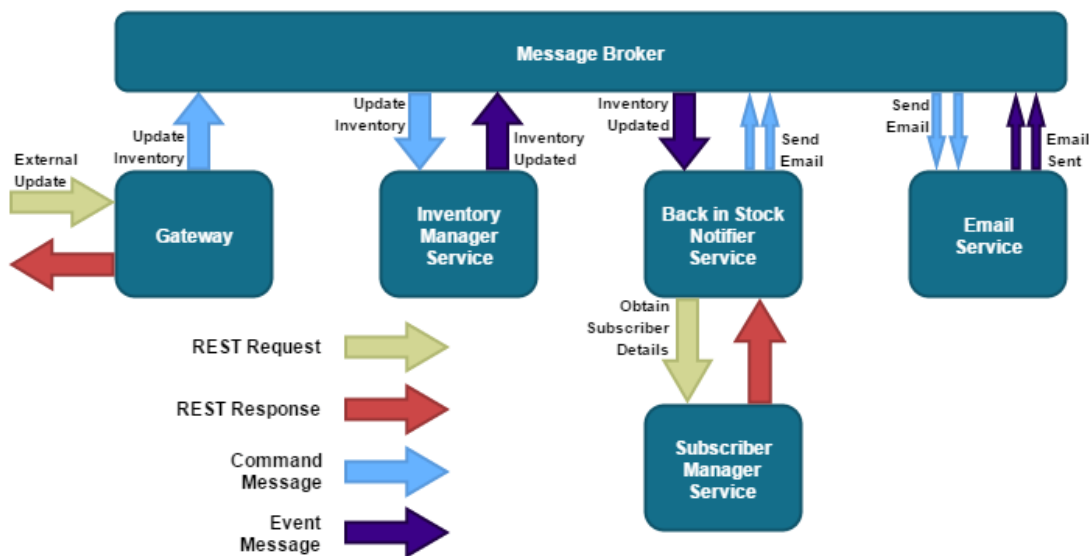 Message Broker
Update
Inventory
Update
Inventory
Inventory
Updated
Inventory
Updated
Send
Email
Send
Email
Email
Sent
External
Update
Gateway
Inventory
Manager
Service
Back in Stock
Notifier
Service
Email
Service
Obtain
Subscriber
Details
REST Request
REST Response
Command
Message
Event
Message
Subscriber
Manager
Service